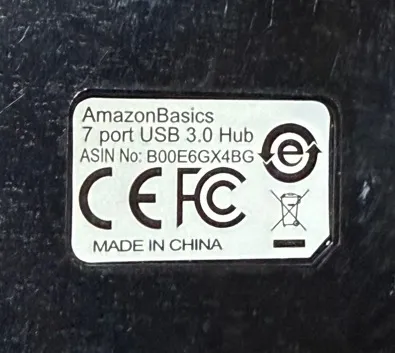 AmazonBasics
7 port USB 3.0 Hub
ASIN No: B00E6GX4BG
CE FC
e
MADE IN CHINA